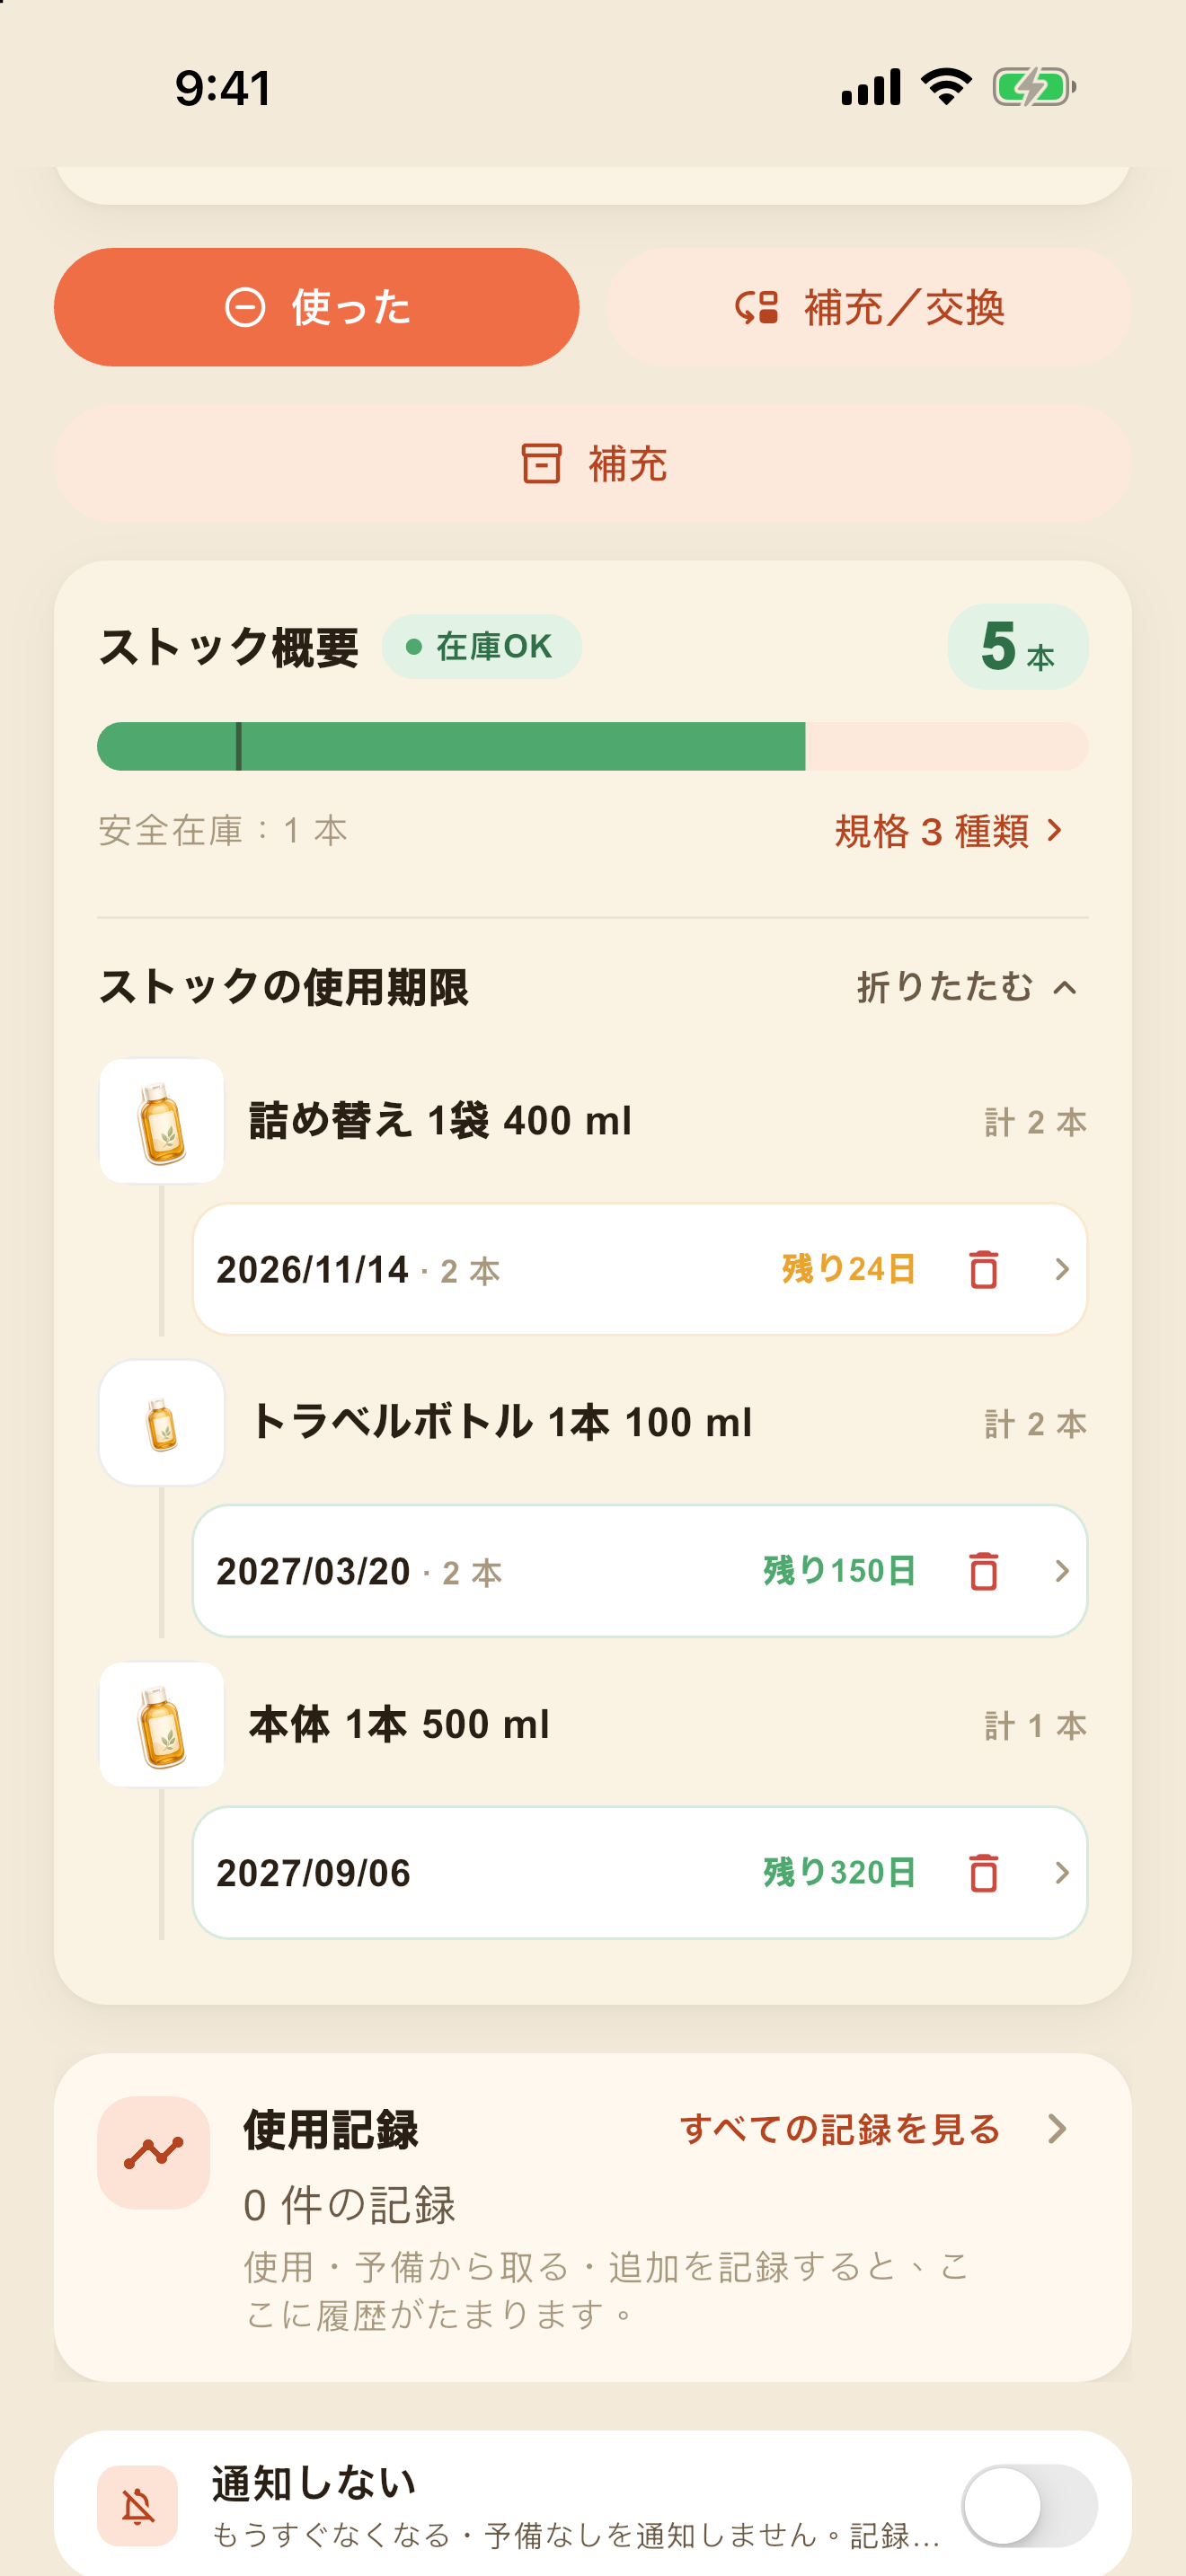 9:41
使った
補充／交換
補充
ストック概要
在庫OK
5 本
安全在庫：1 本
規格 3 種類
ストックの使用期限
折りたたむ
詰め替え 1袋 400 ml
計 2 本
2026/11/14 · 2 本
残り24日
トラベルボトル 1本 100 ml
計 2 本
2027/03/20 · 2 本
残り150日
本体 1本 500 ml
計 1 本
2027/09/06
残り320日
使用記録
すべての記録を見る
0 件の記録
使用・予備から取る・追加を記録すると、こ
こに履歴がたまります。
通知しない
もうすぐなくなる・予備なしを通知しません。記録...